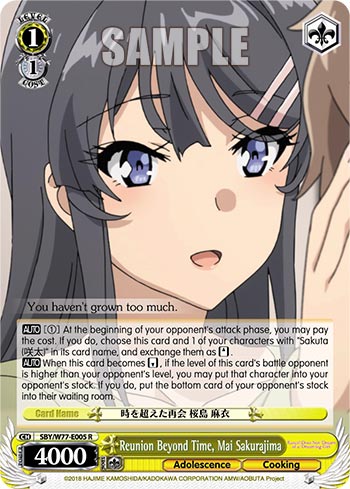 LEVEL
1
1
COST
SAMPLE
You haven't grown too much.
AUTO [①] At the beginning of your opponent's attack phase, you may pay
the cost. If you do, choose this card and 1 of your characters with "Sakuta
(咲太)" in its card name, and exchange them as [ ].
AUTO When this card becomes [ ], if the level of this card's battle opponent
is higher than your opponent's level, you may put that character into your
opponent's stock. If you do, put the bottom card of your opponent's stock
into their waiting room.
Card Name
時を超えた再会 桜島 麻衣
CH
SBY/W77-E005 R
Reunion Beyond Time, Mai Sakurajima
4000
Adolescence
Cooking
©2018 HAJIME KAMOSHIDA/KADOKAWA CORPORATION AMW/AOBUTA Project